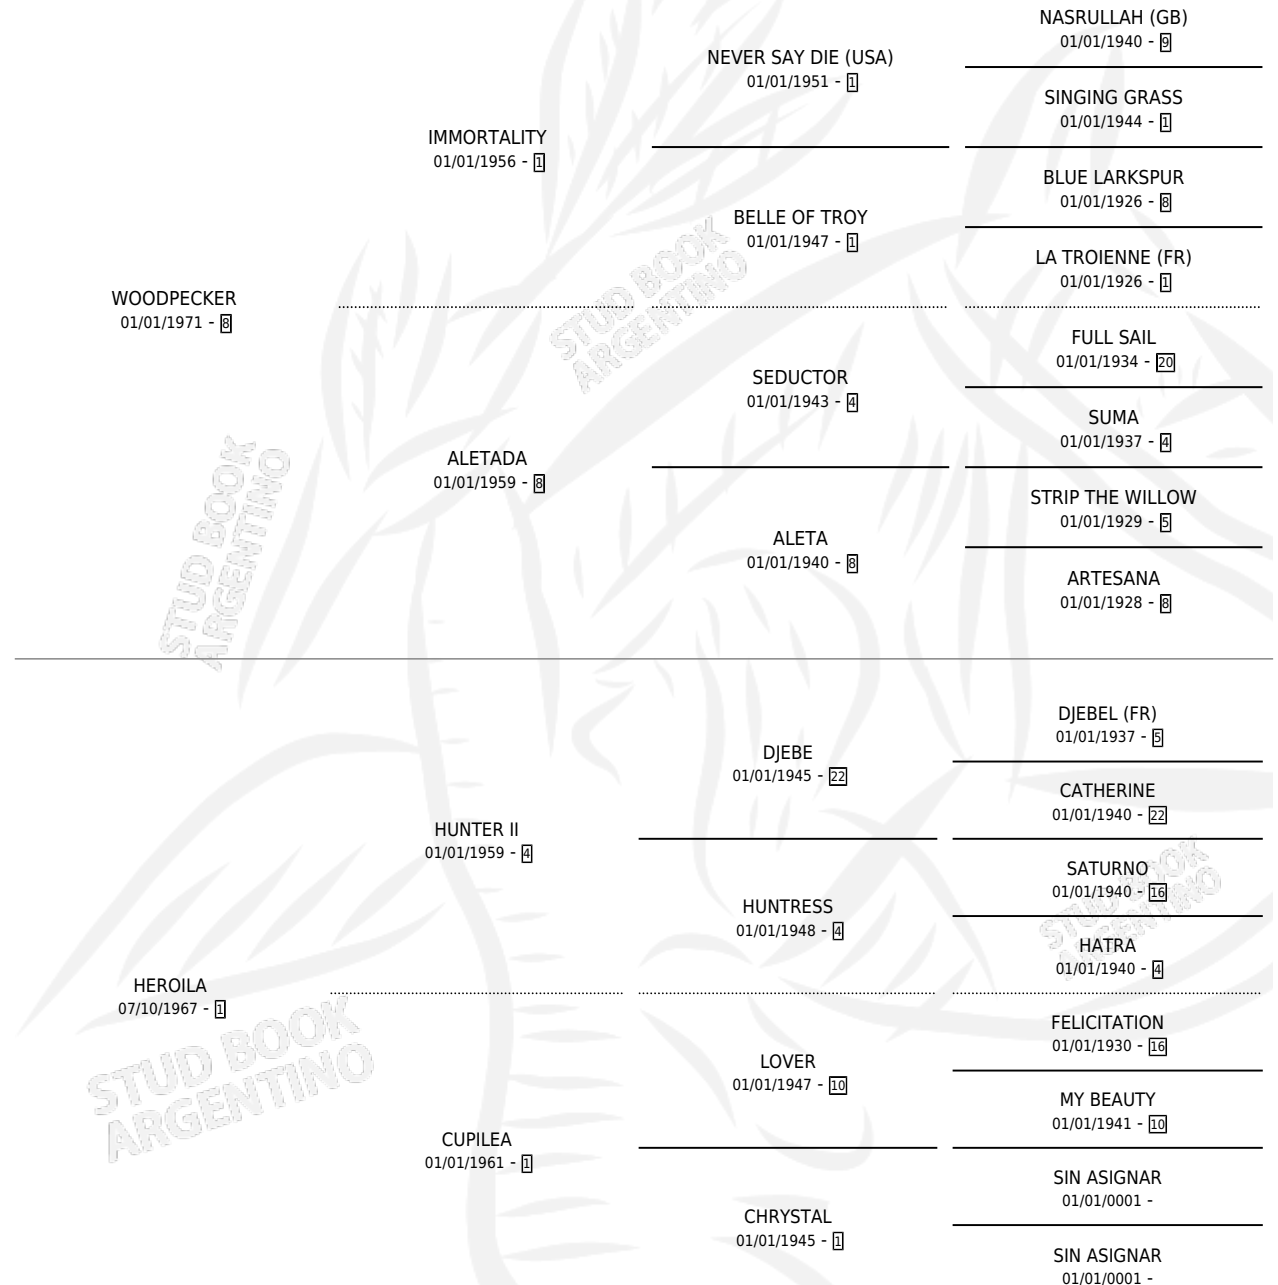 NASRULLAH (GB)
01/01/1940 - 9
NEVER SAY DIE (USA)
01/01/1951 - 1
SINGING GRASS
01/01/1944 - 1
IMMORTALITY
01/01/1956 - 1
BLUE LARKSPUR
01/01/1926 - 8
BELLE OF TROY
01/01/1947 - 1
LA TROIENNE (FR)
01/01/1926 - 1
WOODPECKER
01/01/1971 - 8
STUD BOOK
ARGENTINO
FULL SAIL
01/01/1934 - 20
SEDUCTOR
01/01/1943 - 4
SUMA
01/01/1937 - 4
ALETADA
01/01/1959 - 8
STRIP THE WILLOW
01/01/1929 - 5
ALETA
01/01/1940 - 8
ARTESANA
01/01/1928 - 8
STUD BOOK
ARGENTINO
DJEBEL (FR)
01/01/1937 - 5
DJEBE
01/01/1945 - 22
CATHERINE
01/01/1940 - 22
HUNTER II
01/01/1959 - 4
SATURNO
01/01/1940 - 16
HUNTRESS
01/01/1948 - 4
HATRA
01/01/1940 - 4
STUD BOOK
ARGENTINO
HEROILA
07/10/1967 - 1
FELICITATION
01/01/1930 - 16
LOVER
01/01/1947 - 10
MY BEAUTY
01/01/1941 - 10
CUPILEA
01/01/1961 - 1
SIN ASIGNAR
01/01/0001 -
CHRYSTAL
01/01/1945 - 1
SIN ASIGNAR
01/01/0001 -
STUD BOOK
ARGENTINO